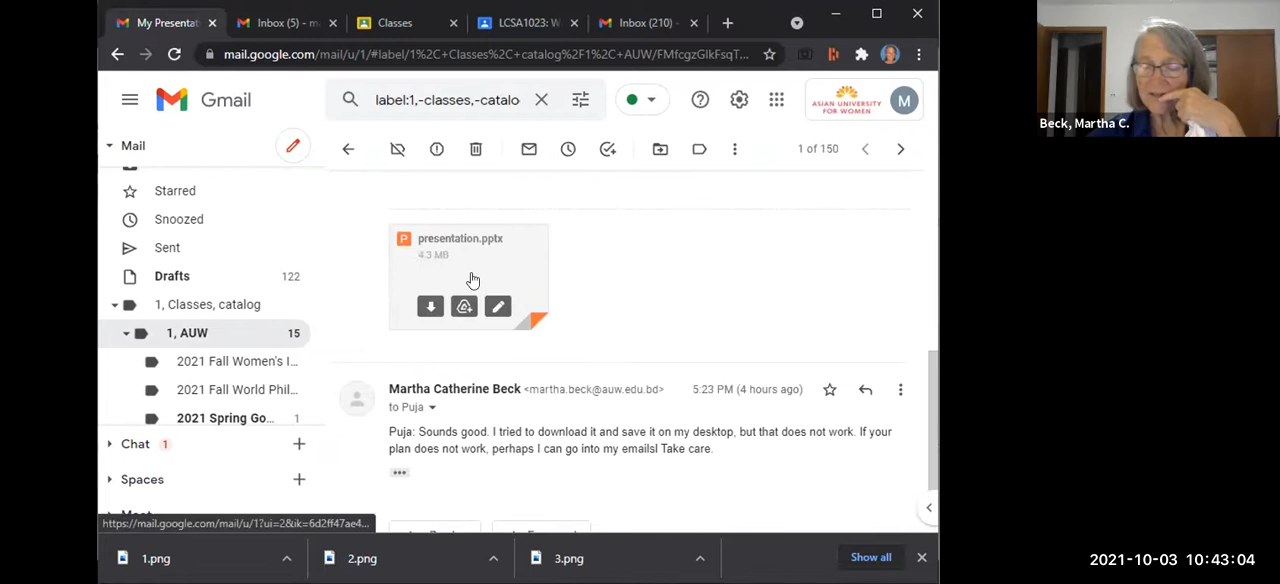 My Presentat
Inbox (5) - m
Classes
LCSA1023: W
Inbox (210) -
mail.google.com/mail/u/1/#label/1%2C+Classes%2C+catalog%2F1%2C+AUW/FMfcgzGlkFsqT...
Gmail
label:1,-classes,-catalo
ASIAN UNIVERSITY
FOR WOMEN
M
Mail
1 of 150
Starred
Snoozed
Sent
Drafts 122
1, Classes, catalog
1, AUW 15
2021 Fall Women's I...
2021 Fall World Phil...
2021 Spring Go... 1
Chat 1
Spaces
P presentation.pptx
4.3 MB
Martha Catherine Beck <martha.beck@auw.edu.bd> 5:23 PM (4 hours ago)
to Puja
Puja: Sounds good. I tried to download it and save it on my desktop, but that does not work. If your
plan does not work, perhaps I can go into my emails! Take care.
https://mail.google.com/mail/u/1?ui=2&ik=6d2ff47ae4...
1.png
2.png
3.png
Show all
Beck, Martha C.
2021-10-03 10:43:04